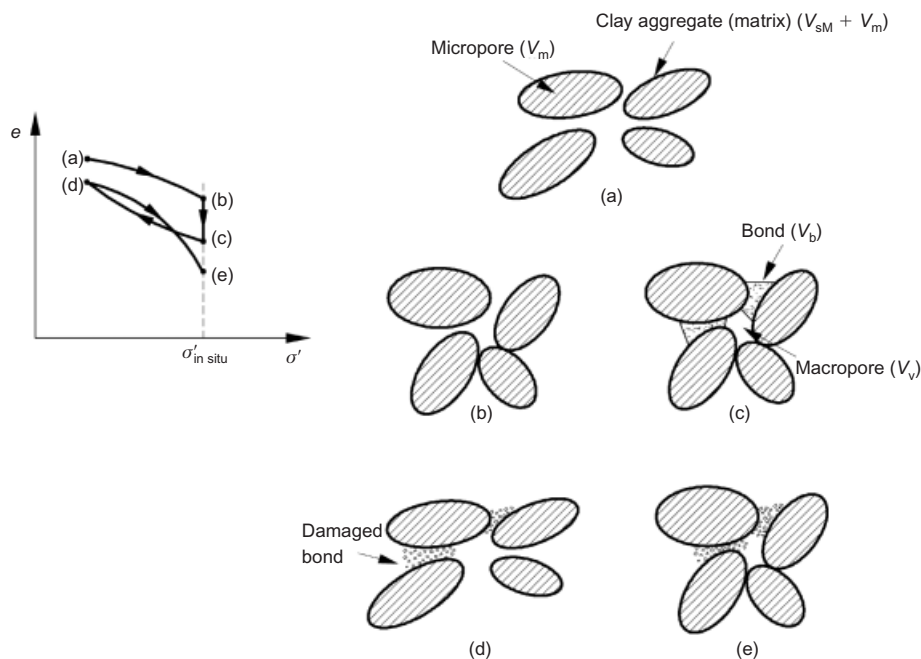 Clay aggregate (matrix) (VsM + Vm)
Micropore (Vm)
e
(a)
(d)
(b)
(c)
(e)
σ′in situ
σ′
(a)
Bond (Vb)
Macropore (Vv)
(b)
(c)
Damaged
bond
(d)
(e)